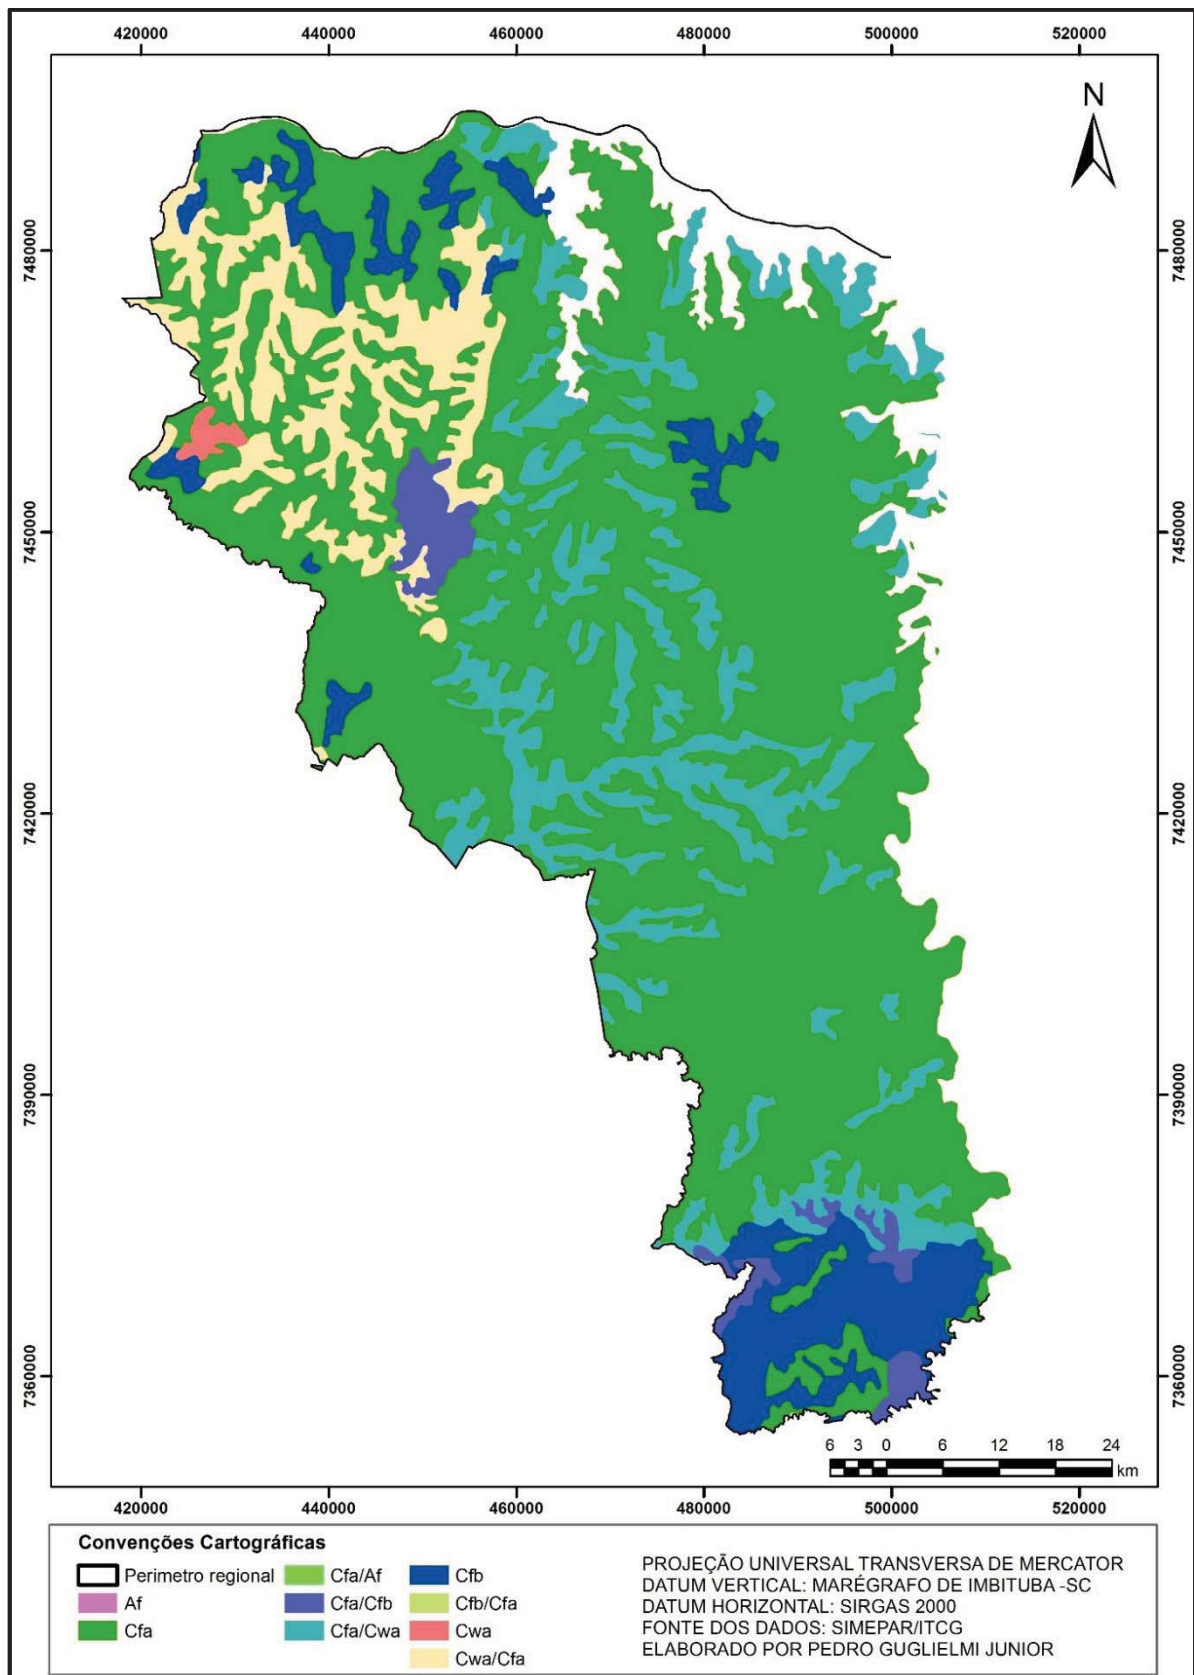 420000 440000 460000 480000 500000 520000
N
7480000 7480000
7450000 7450000
7420000 7420000
7390000 7390000
7360000 7360000
6 3 0 6 12 18 24
km
420000 440000 460000 480000 500000 520000
Convenções Cartográficas
Perimetro regional
Af
Cfa
Cfa/Af
Cfa/Cfb
Cfa/Cwa
Cfb
Cfb/Cfa
Cwa
Cwa/Cfa
PROJEÇÃO UNIVERSAL TRANSVERSA DE MERCATOR
DATUM VERTICAL: MARÉGRAFO DE IMBITUBA -SC
DATUM HORIZONTAL: SIRGAS 2000
FONTE DOS DADOS: SIMEPAR/ITCG
ELABORADO POR PEDRO GUGLIELMI JUNIOR